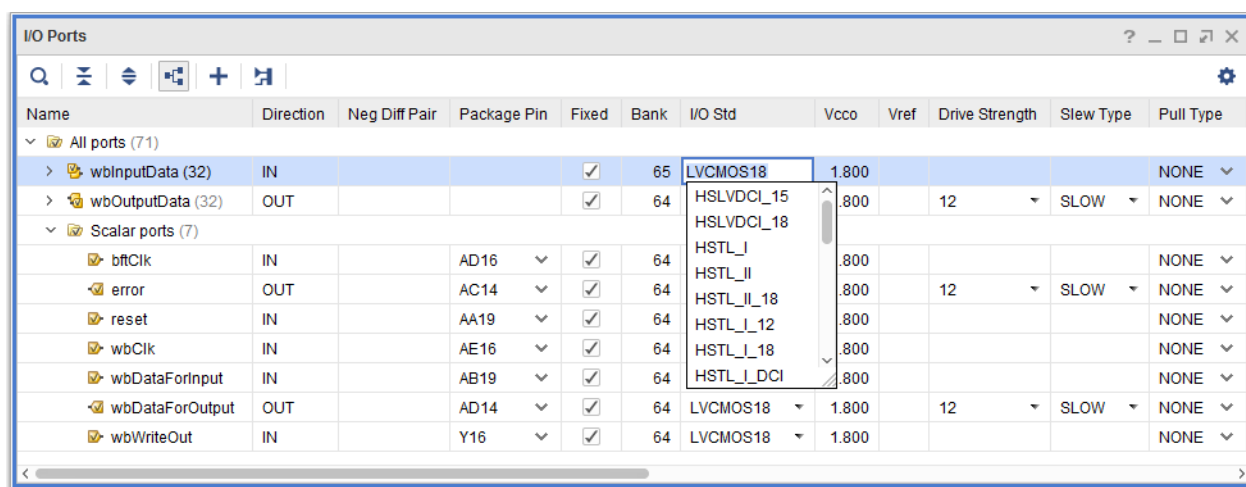 I/O Ports
Name Direction Neg Diff Pair Package Pin Fixed Bank I/O Std Vcco Vref Drive Strength Slew Type Pull Type
All ports (71)
wbInputData (32) IN 65 LVCMOS18 1.800 NONE
wbOutputData (32) OUT 64 .800 12 SLOW NONE
Scalar ports (7)
bftClk IN AD16 64 .800 NONE
error OUT AC14 64 .800 12 SLOW NONE
reset IN AA19 64 .800 NONE
wbClk IN AE16 64 .800 NONE
wbDataForInput IN AB19 64 .800 NONE
wbDataForOutput OUT AD14 64 LVCMOS18 1.800 12 SLOW NONE
wbWriteOut IN Y16 64 LVCMOS18 1.800 NONE
HSLVDCI_15
HSLVDCI_18
HSTL_I
HSTL_II
HSTL_II_18
HSTL_I_12
HSTL_I_18
HSTL_I_DCI